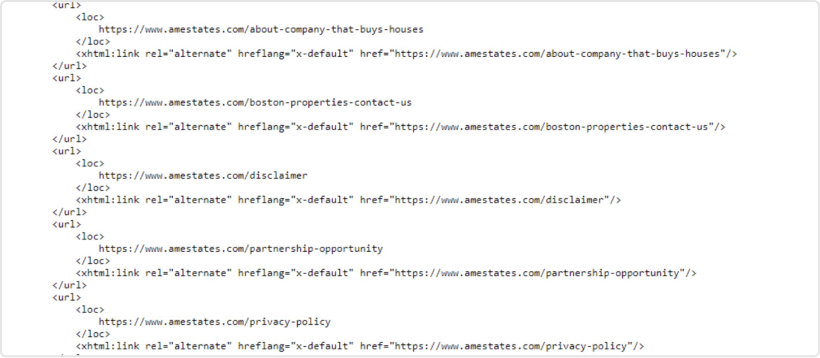 <url>
<loc>
https://www.amestates.com/about-company-that-buys-houses
</loc>
<xhtml:link rel="alternate" hreflang="x-default" href="https://www.amestates.com/about-company-that-buys-houses"/>
</url>
<url>
<loc>
https://www.amestates.com/boston-properties-contact-us
</loc>
<xhtml:link rel="alternate" hreflang="x-default" href="https://www.amestates.com/boston-properties-contact-us"/>
</url>
<url>
<loc>
https://www.amestates.com/disclaimer
</loc>
<xhtml:link rel="alternate" hreflang="x-default" href="https://www.amestates.com/disclaimer"/>
</url>
<url>
<loc>
https://www.amestates.com/partnership-opportunity
</loc>
<xhtml:link rel="alternate" hreflang="x-default" href="https://www.amestates.com/partnership-opportunity"/>
</url>
<url>
<loc>
https://www.amestates.com/privacy-policy
</loc>
<xhtml:link rel="alternate" hreflang="x-default" href="https://www.amestates.com/privacy-policy"/>